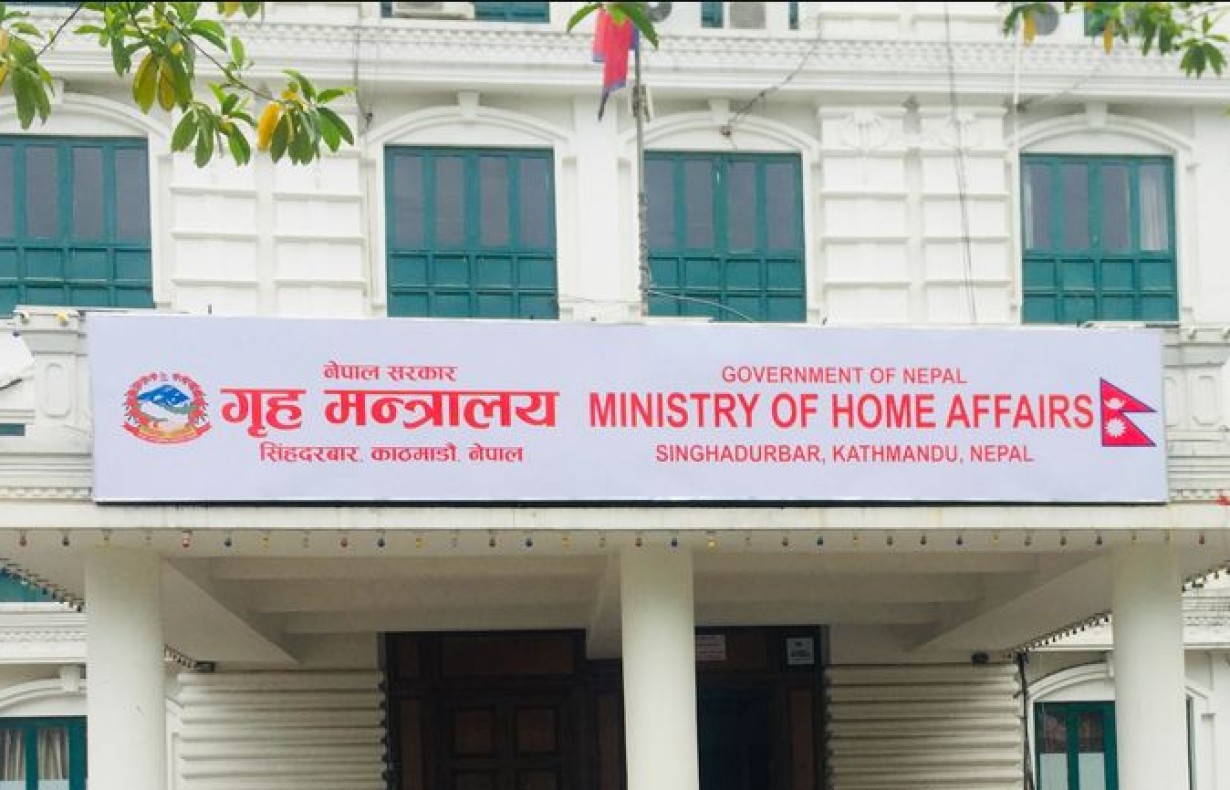 नेपाल सरकार
गृह मन्त्रालय
सिंहदरबार, काठमाडौं, नेपाल
GOVERNMENT OF NEPAL
MINISTRY OF HOME AFFAIRS
SINGHADURBAR, KATHMANDU, NEPAL